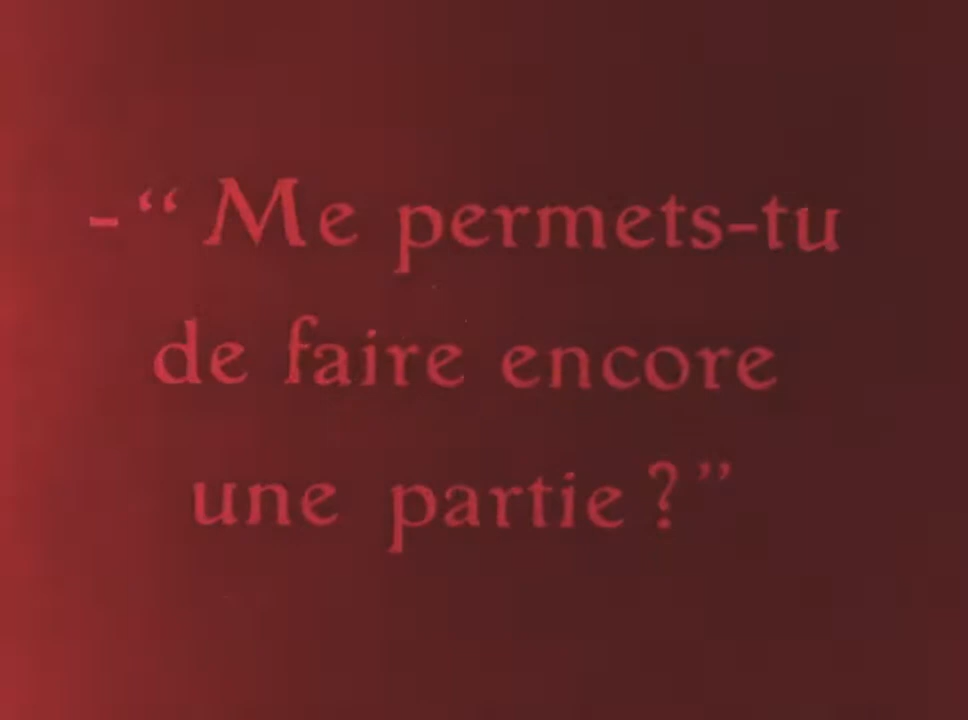 -“ Me permets-tu
de faire encore
une partie ? ”